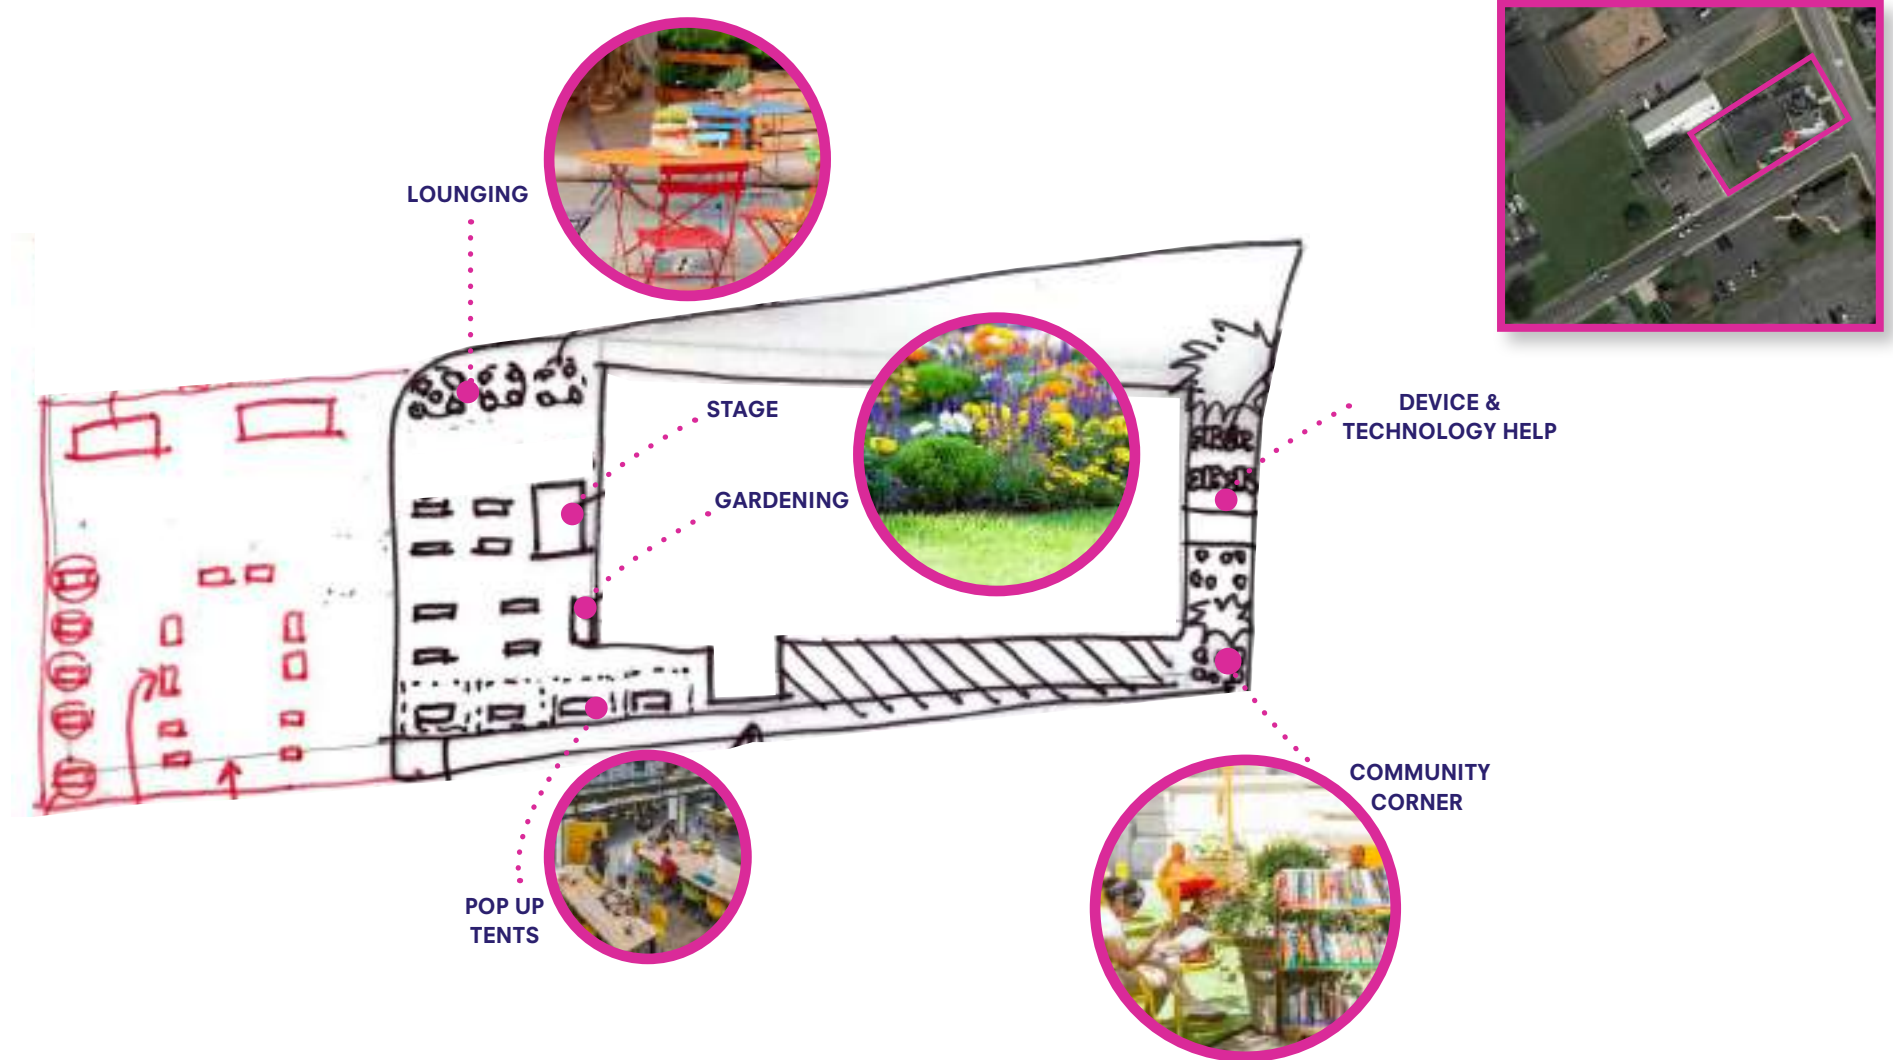 LOUNGING
STAGE
DEVICE &
TECHNOLOGY HELP
GARDENING
COMMUNITY
CORNER
POP UP
TENTS